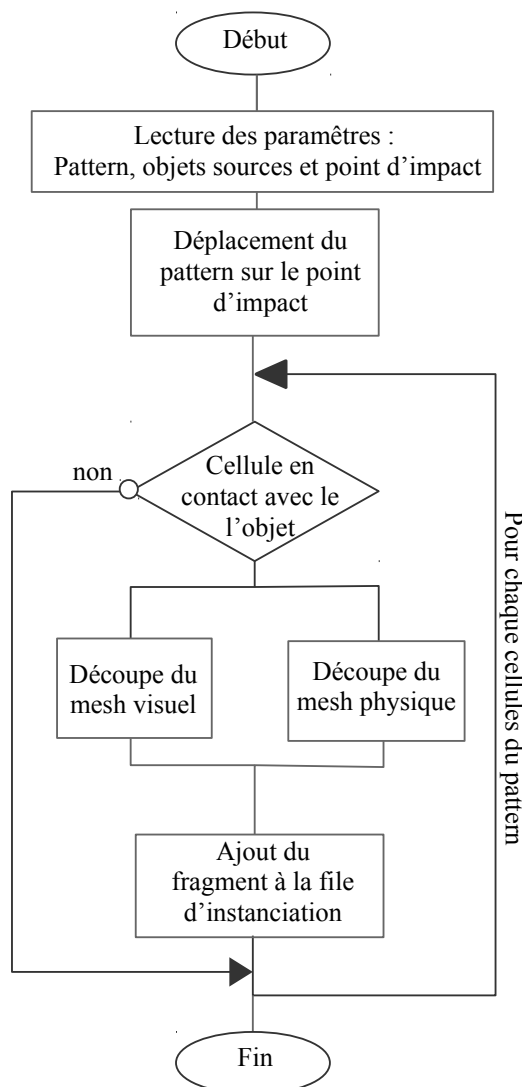 Début
Lecture des paramêtres :
Pattern, objets sources et point d’impact
Déplacement du
pattern sur le point
d’impact
non
Cellule en
contact avec le
l’objet
Pour chaque cellules du pattern
Découpe du
mesh visuel
Découpe du
mesh physique
Ajout du
fragment à la file
d’instanciation
Fin